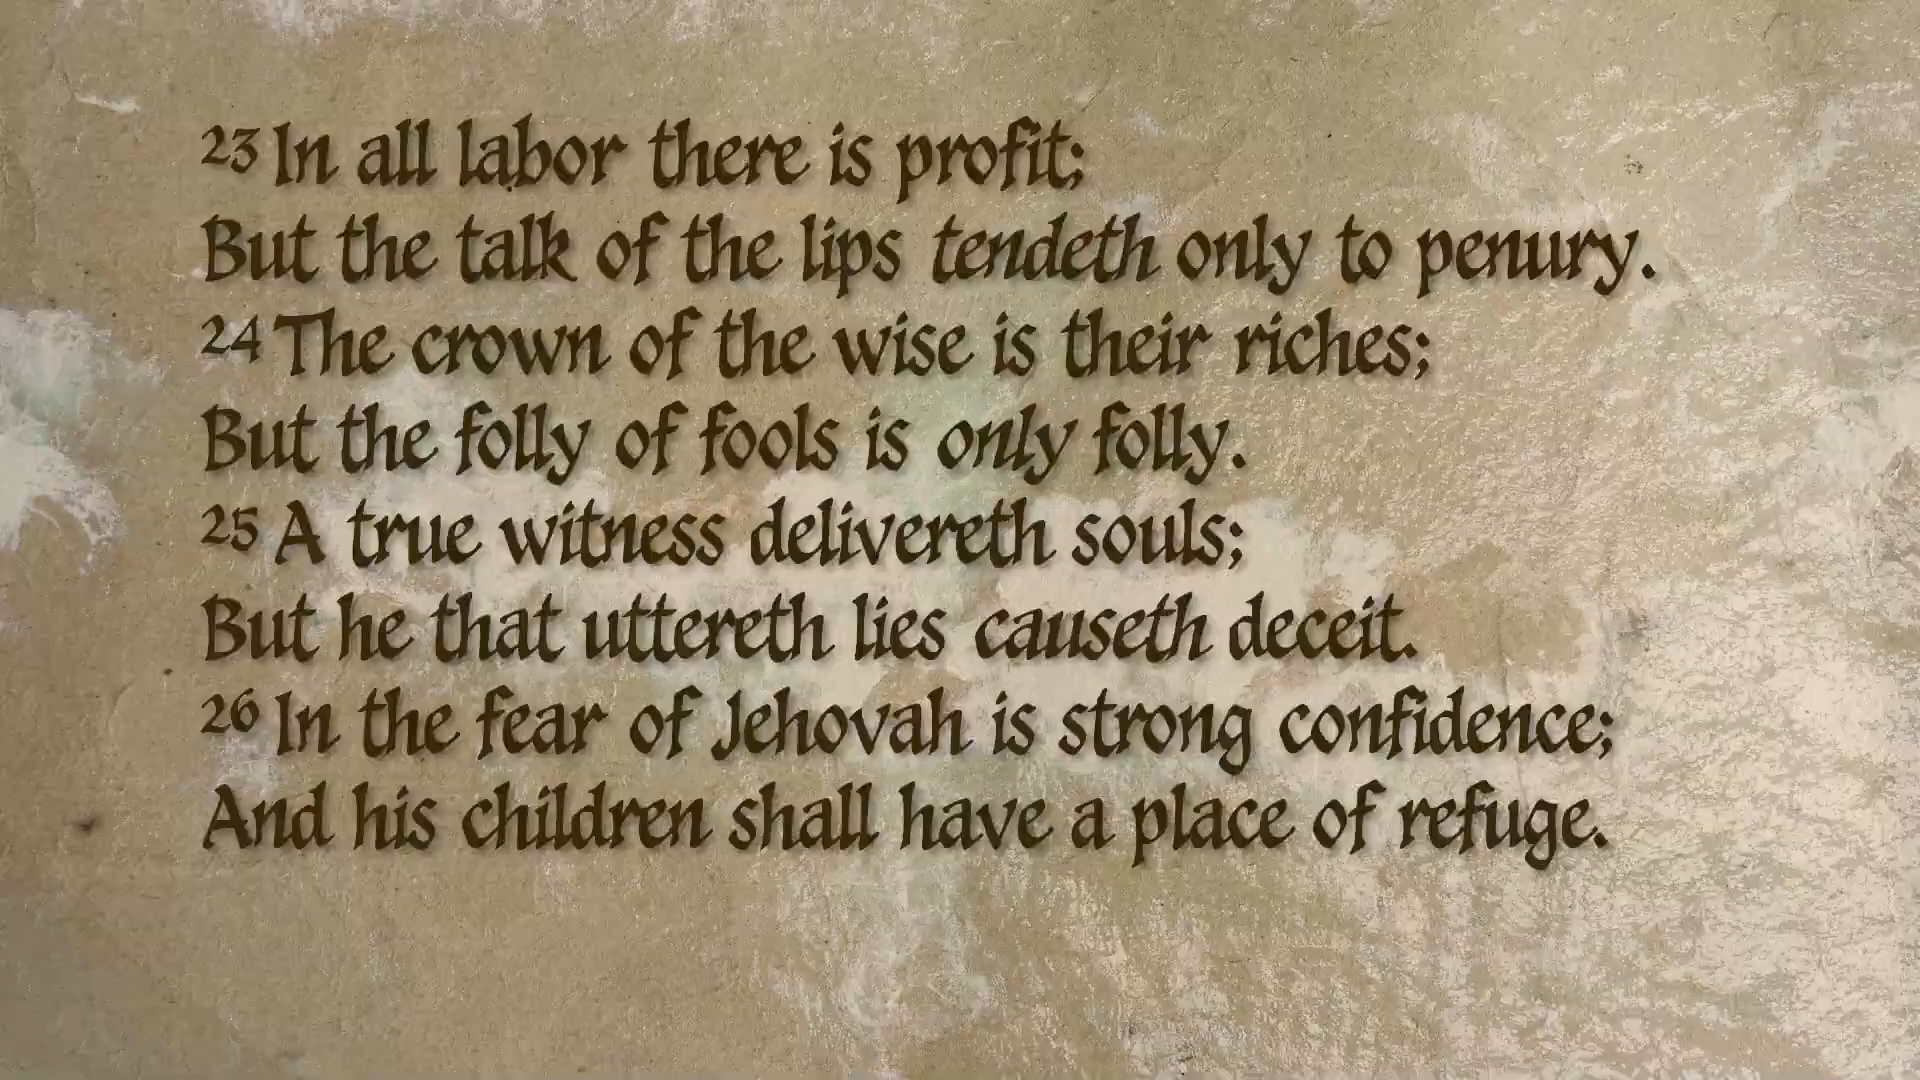 23 In all labor there is profit;
But the talk of the lips tendeth only to penury.
24 The crown of the wise is their riches;
But the folly of fools is only folly.
25 A true witness delivereth souls;
But he that uttereth lies causeth deceit.
26 In the fear of Jehovah is strong confidence;
And his children shall have a place of refuge.